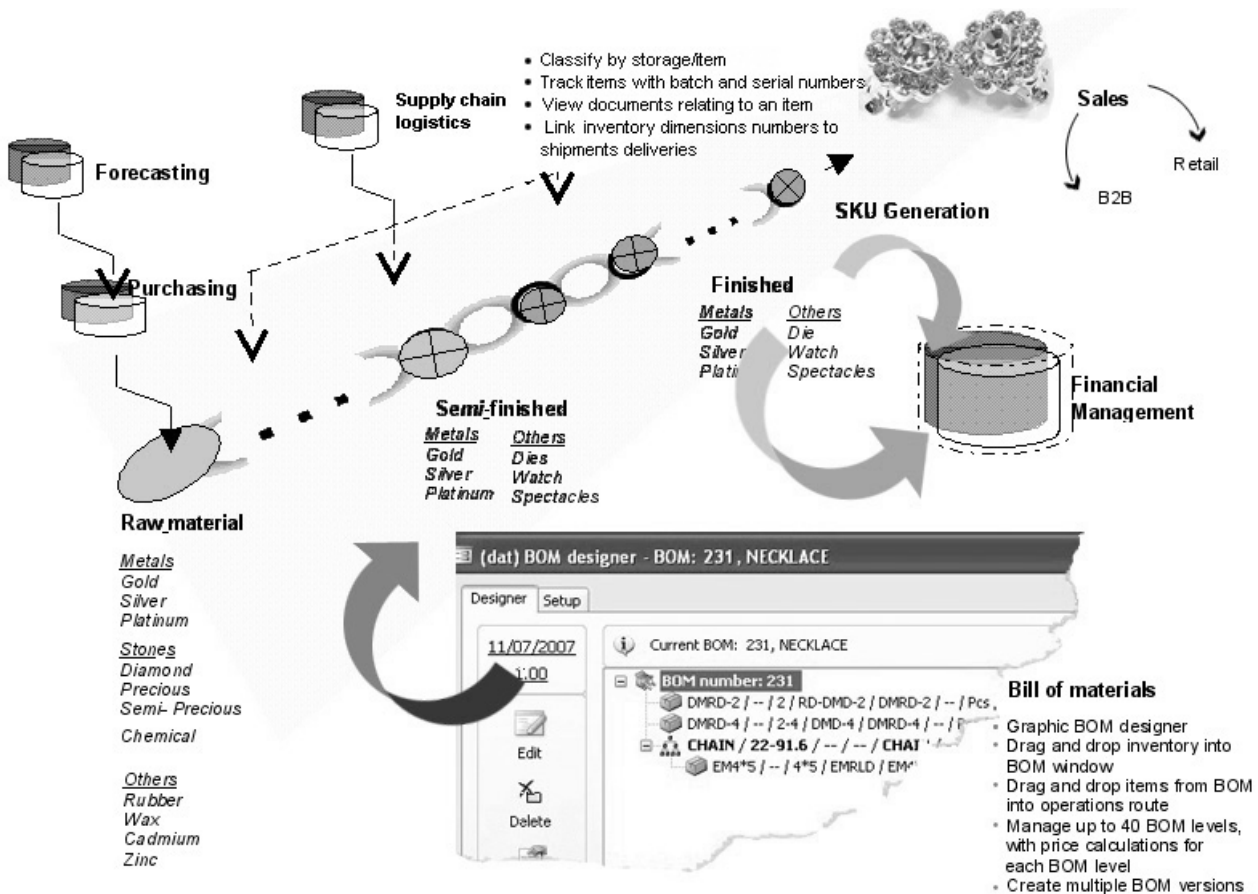 • Classify by storage/item
• Track items with batch and serial numbers
• View documents relating to an item
• Link inventory dimensions numbers to
shipments deliveries
Supply chain
logistics
Sales
Retail
B2B
Forecasting
Purchasing
SKU Generation
Finished
Metals
Gold
Silver
Others
Die
Watch
Spectacles
Financial
Management
Semi-finished
Metals
Gold
Silver
Platinum
Others
Dies
Watch
Spectacles
Raw material
Metals
Gold
Silver
Platinum
Stones
Diamond
Precious
Semi- Precious
Chemical
Others
Rubber
Wax
Cadmium
Zinc
(dat) BOM designer - BOM: 231, NECKLACE
Designer
Setup
11/07/2007
Edit
Delete
Current BOM: 231, NECKLACE
BOM number: 231
DMRD-2 / -- / 2 / RD-DMD-2 / DMRD-2 / -- / Pcs
DMRD-4 / -- / 2-4 / DMD-4 / DMRD-4 / -- /
CHAIN / 22-91.6 / -- / -- /
EM4*5 / -- / 4*5 / EMRLD /
Bill of materials
• Graphic BOM designer
• Drag and drop inventory into
BOM window
• Drag and drop items from BOM
into operations route
• Manage up to 40 BOM levels,
with price calculations for
each BOM level
• Create multiple BOM versions